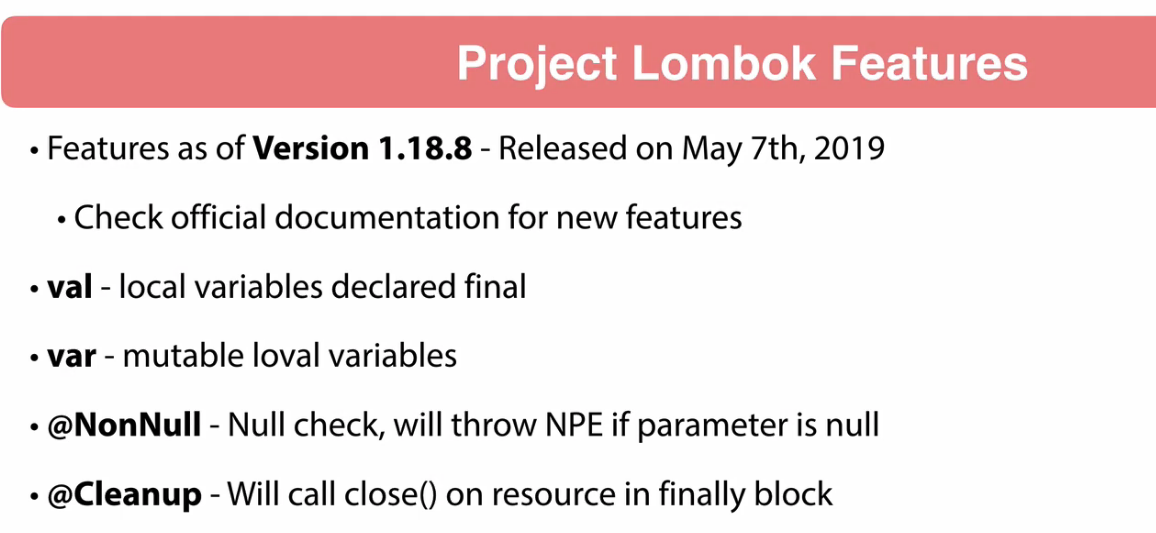 Project Lombok Features
• Features as of Version 1.18.8 - Released on May 7th, 2019
• Check official documentation for new features
• val - local variables declared final
• var - mutable loval variables
• @NonNull - Null check, will throw NPE if parameter is null
• @Cleanup - Will call close() on resource in finally block